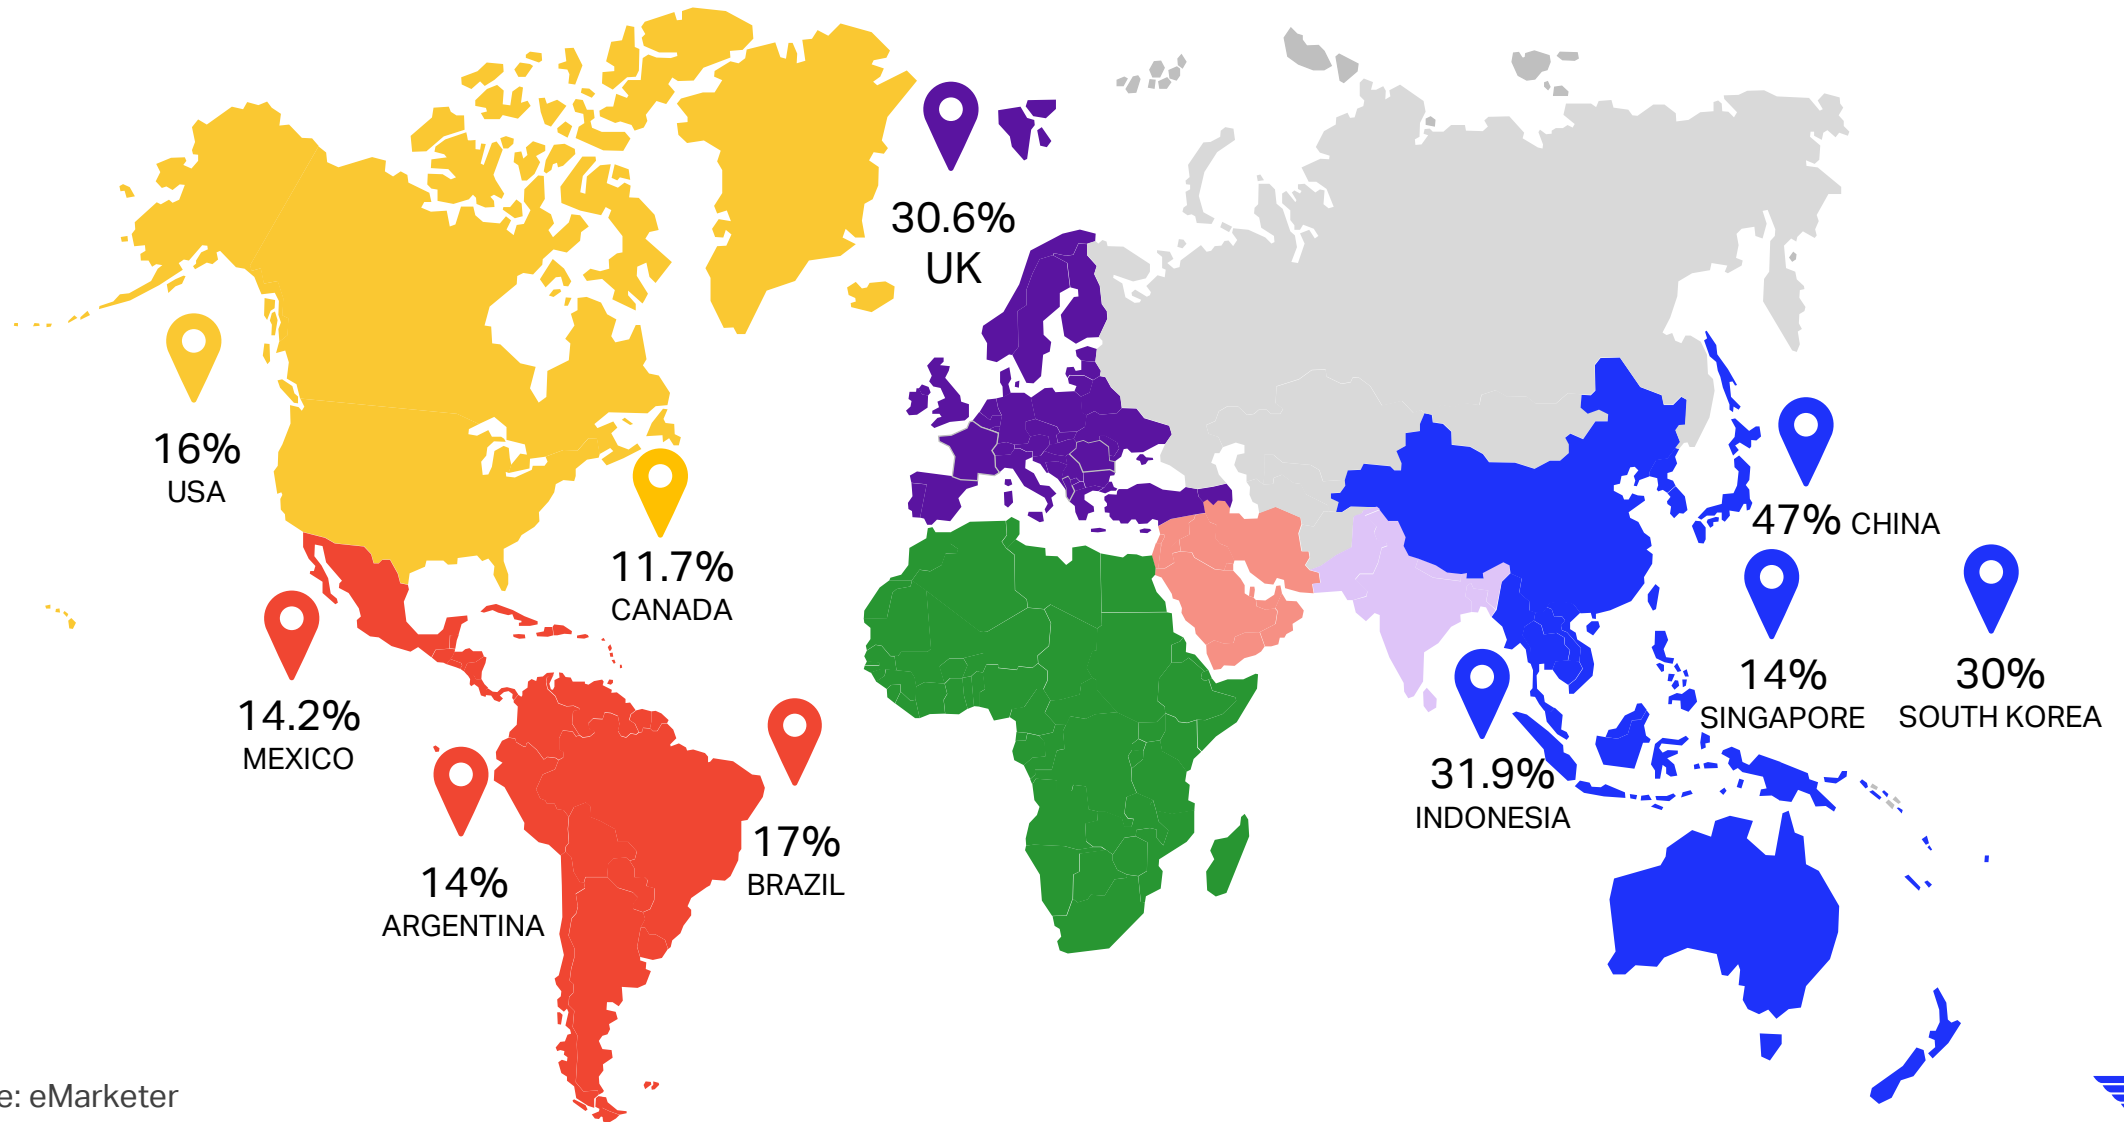 30.6%
UK
16%
USA
11.7%
CANADA
47% CHINA
14%
SINGAPORE
30%
SOUTH KOREA
14.2%
MEXICO
31.9%
INDONESIA
17%
BRAZIL
14%
ARGENTINA
e: eMarketer